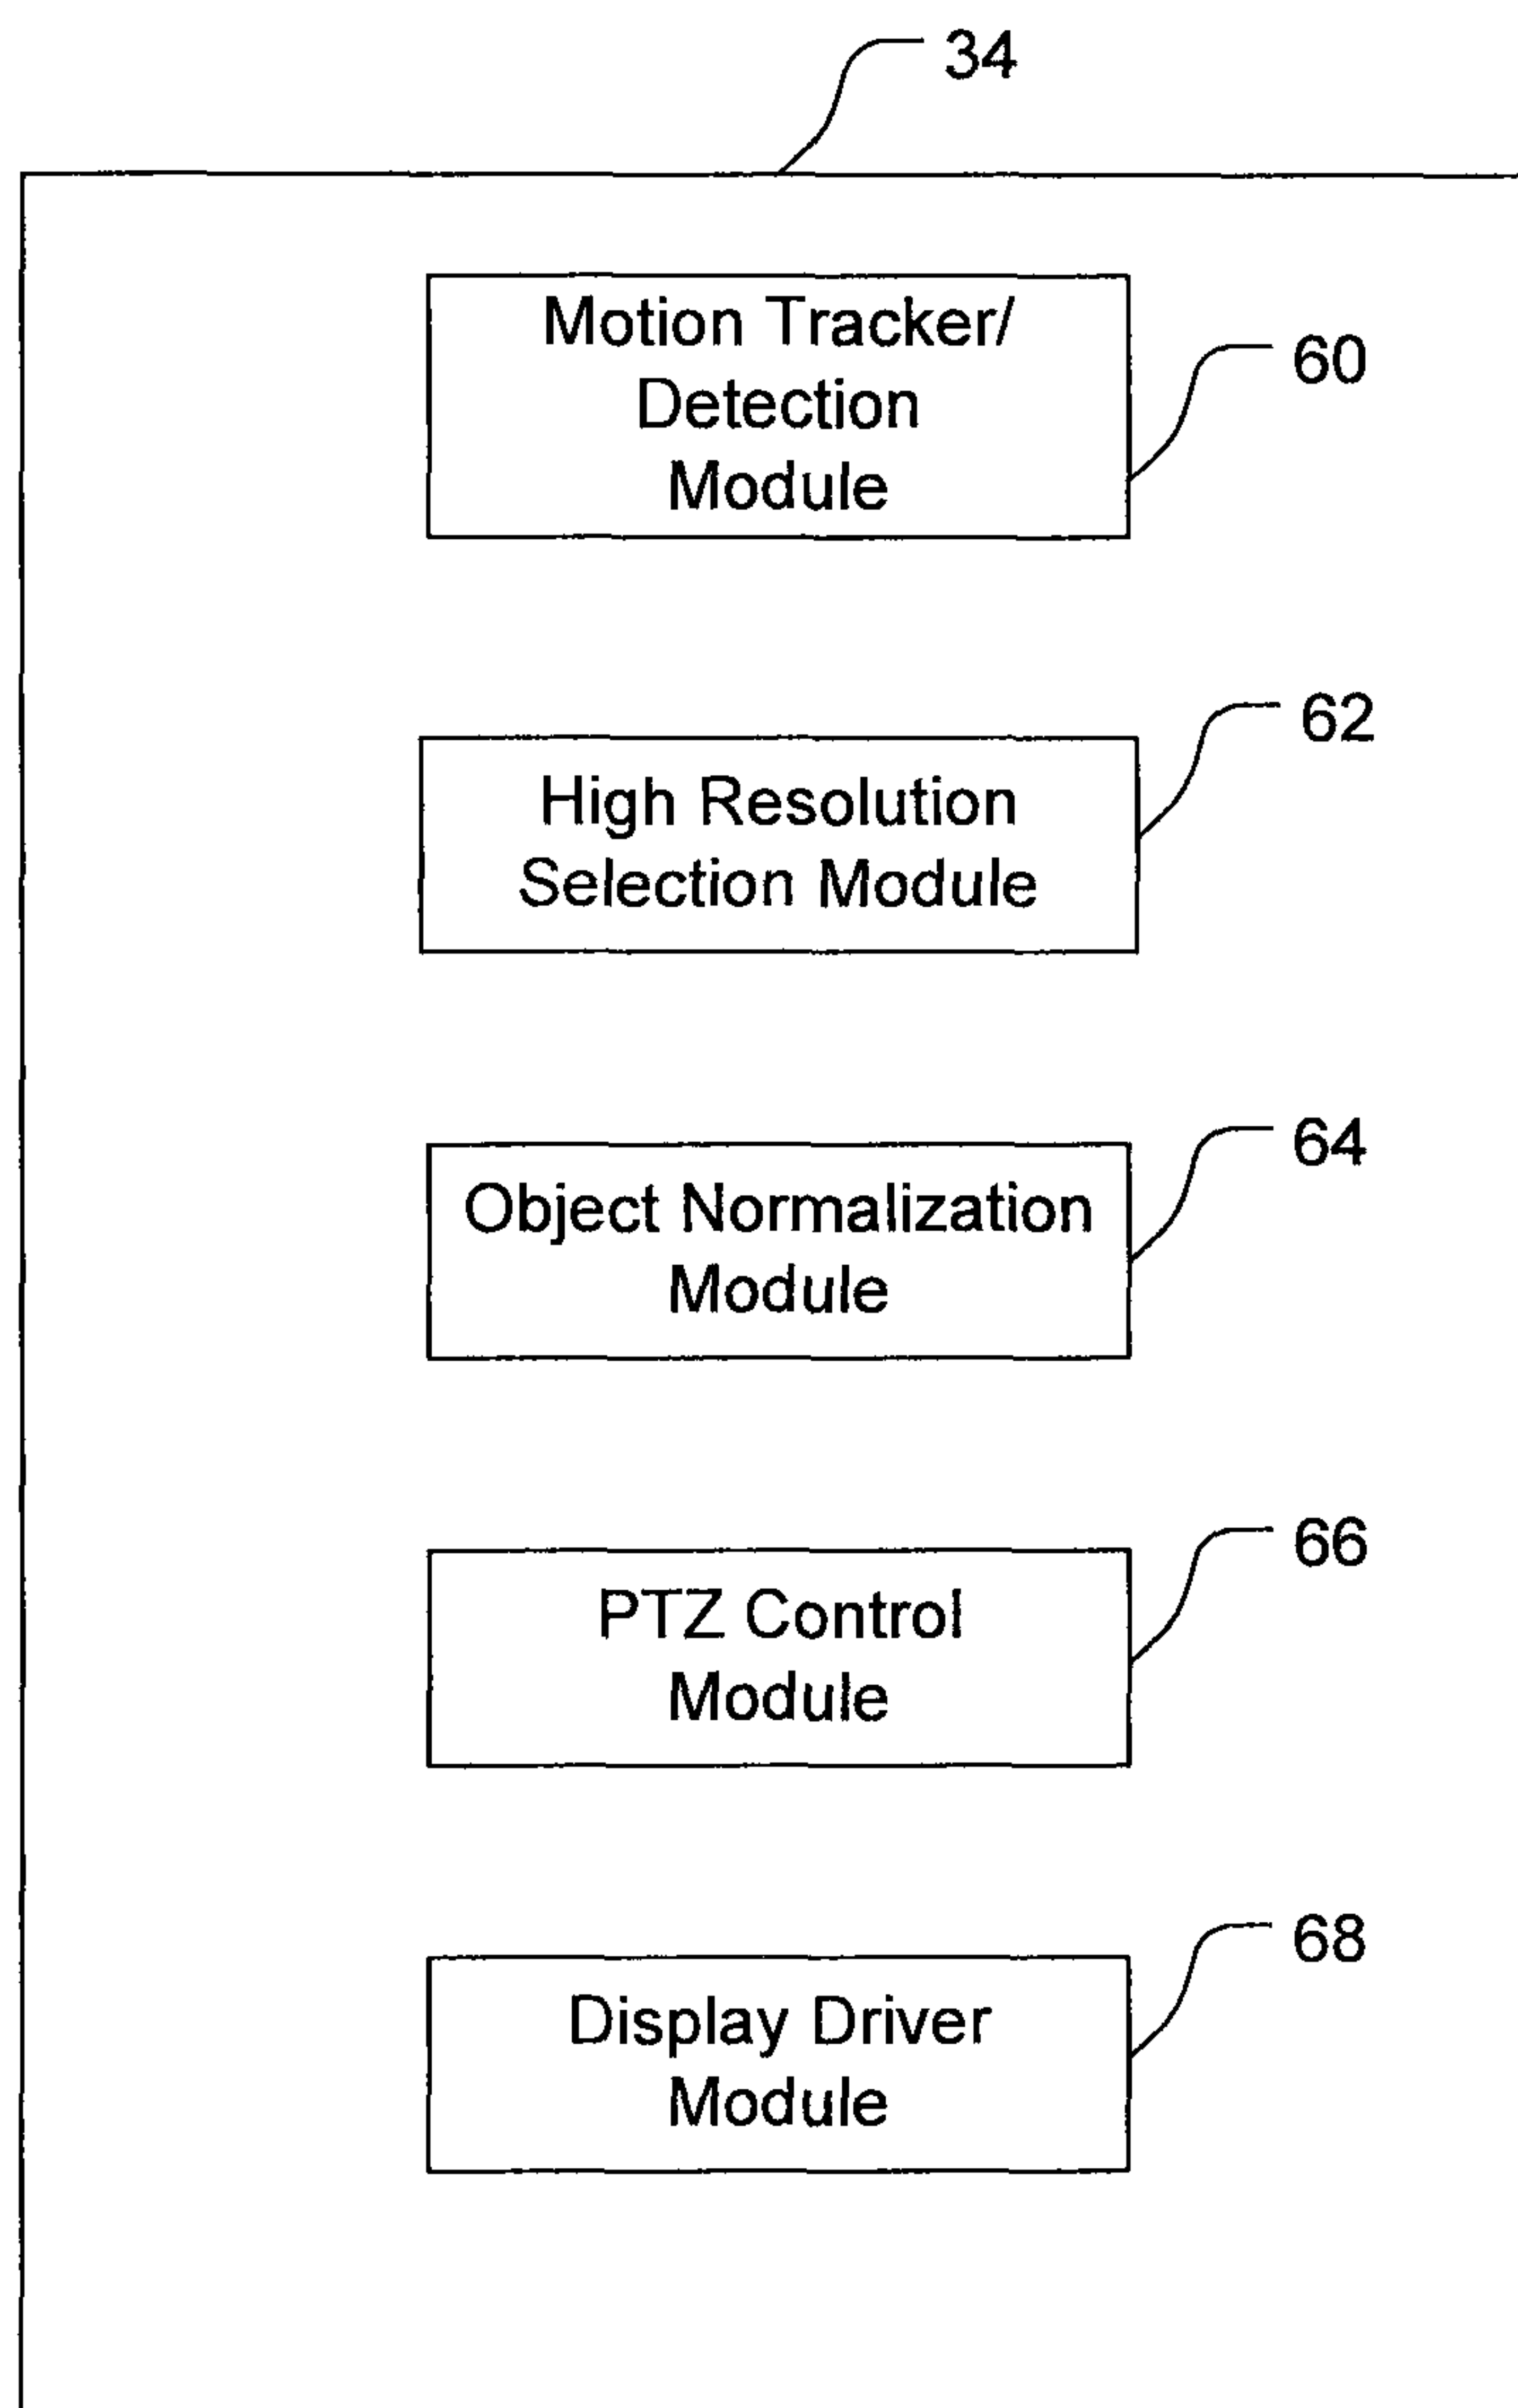 34
Motion Tracker/
Detection
Module
60
High Resolution
Selection Module
62
Object Normalization
Module
64
PTZ Control
Module
66
Display Driver
Module
68